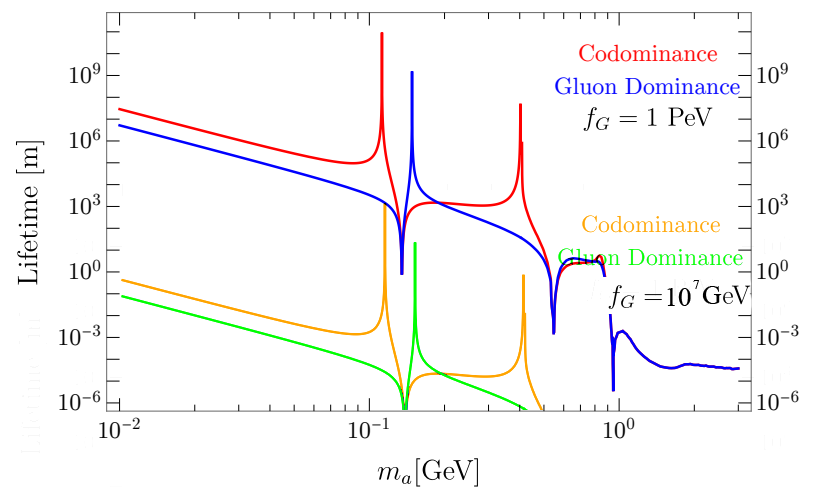 Codominance
Gluon Dominance
f_G = 1 PeV
Codominance
Gluon Dominance
f_G = 10^7 GeV
Lifetime [m]
10^9
10^6
10^3
10^0
10^−3
10^−6
10^9
10^6
10^3
10^0
10^−3
10^−6
10^−2
10^−1
10^0
m_a[GeV]